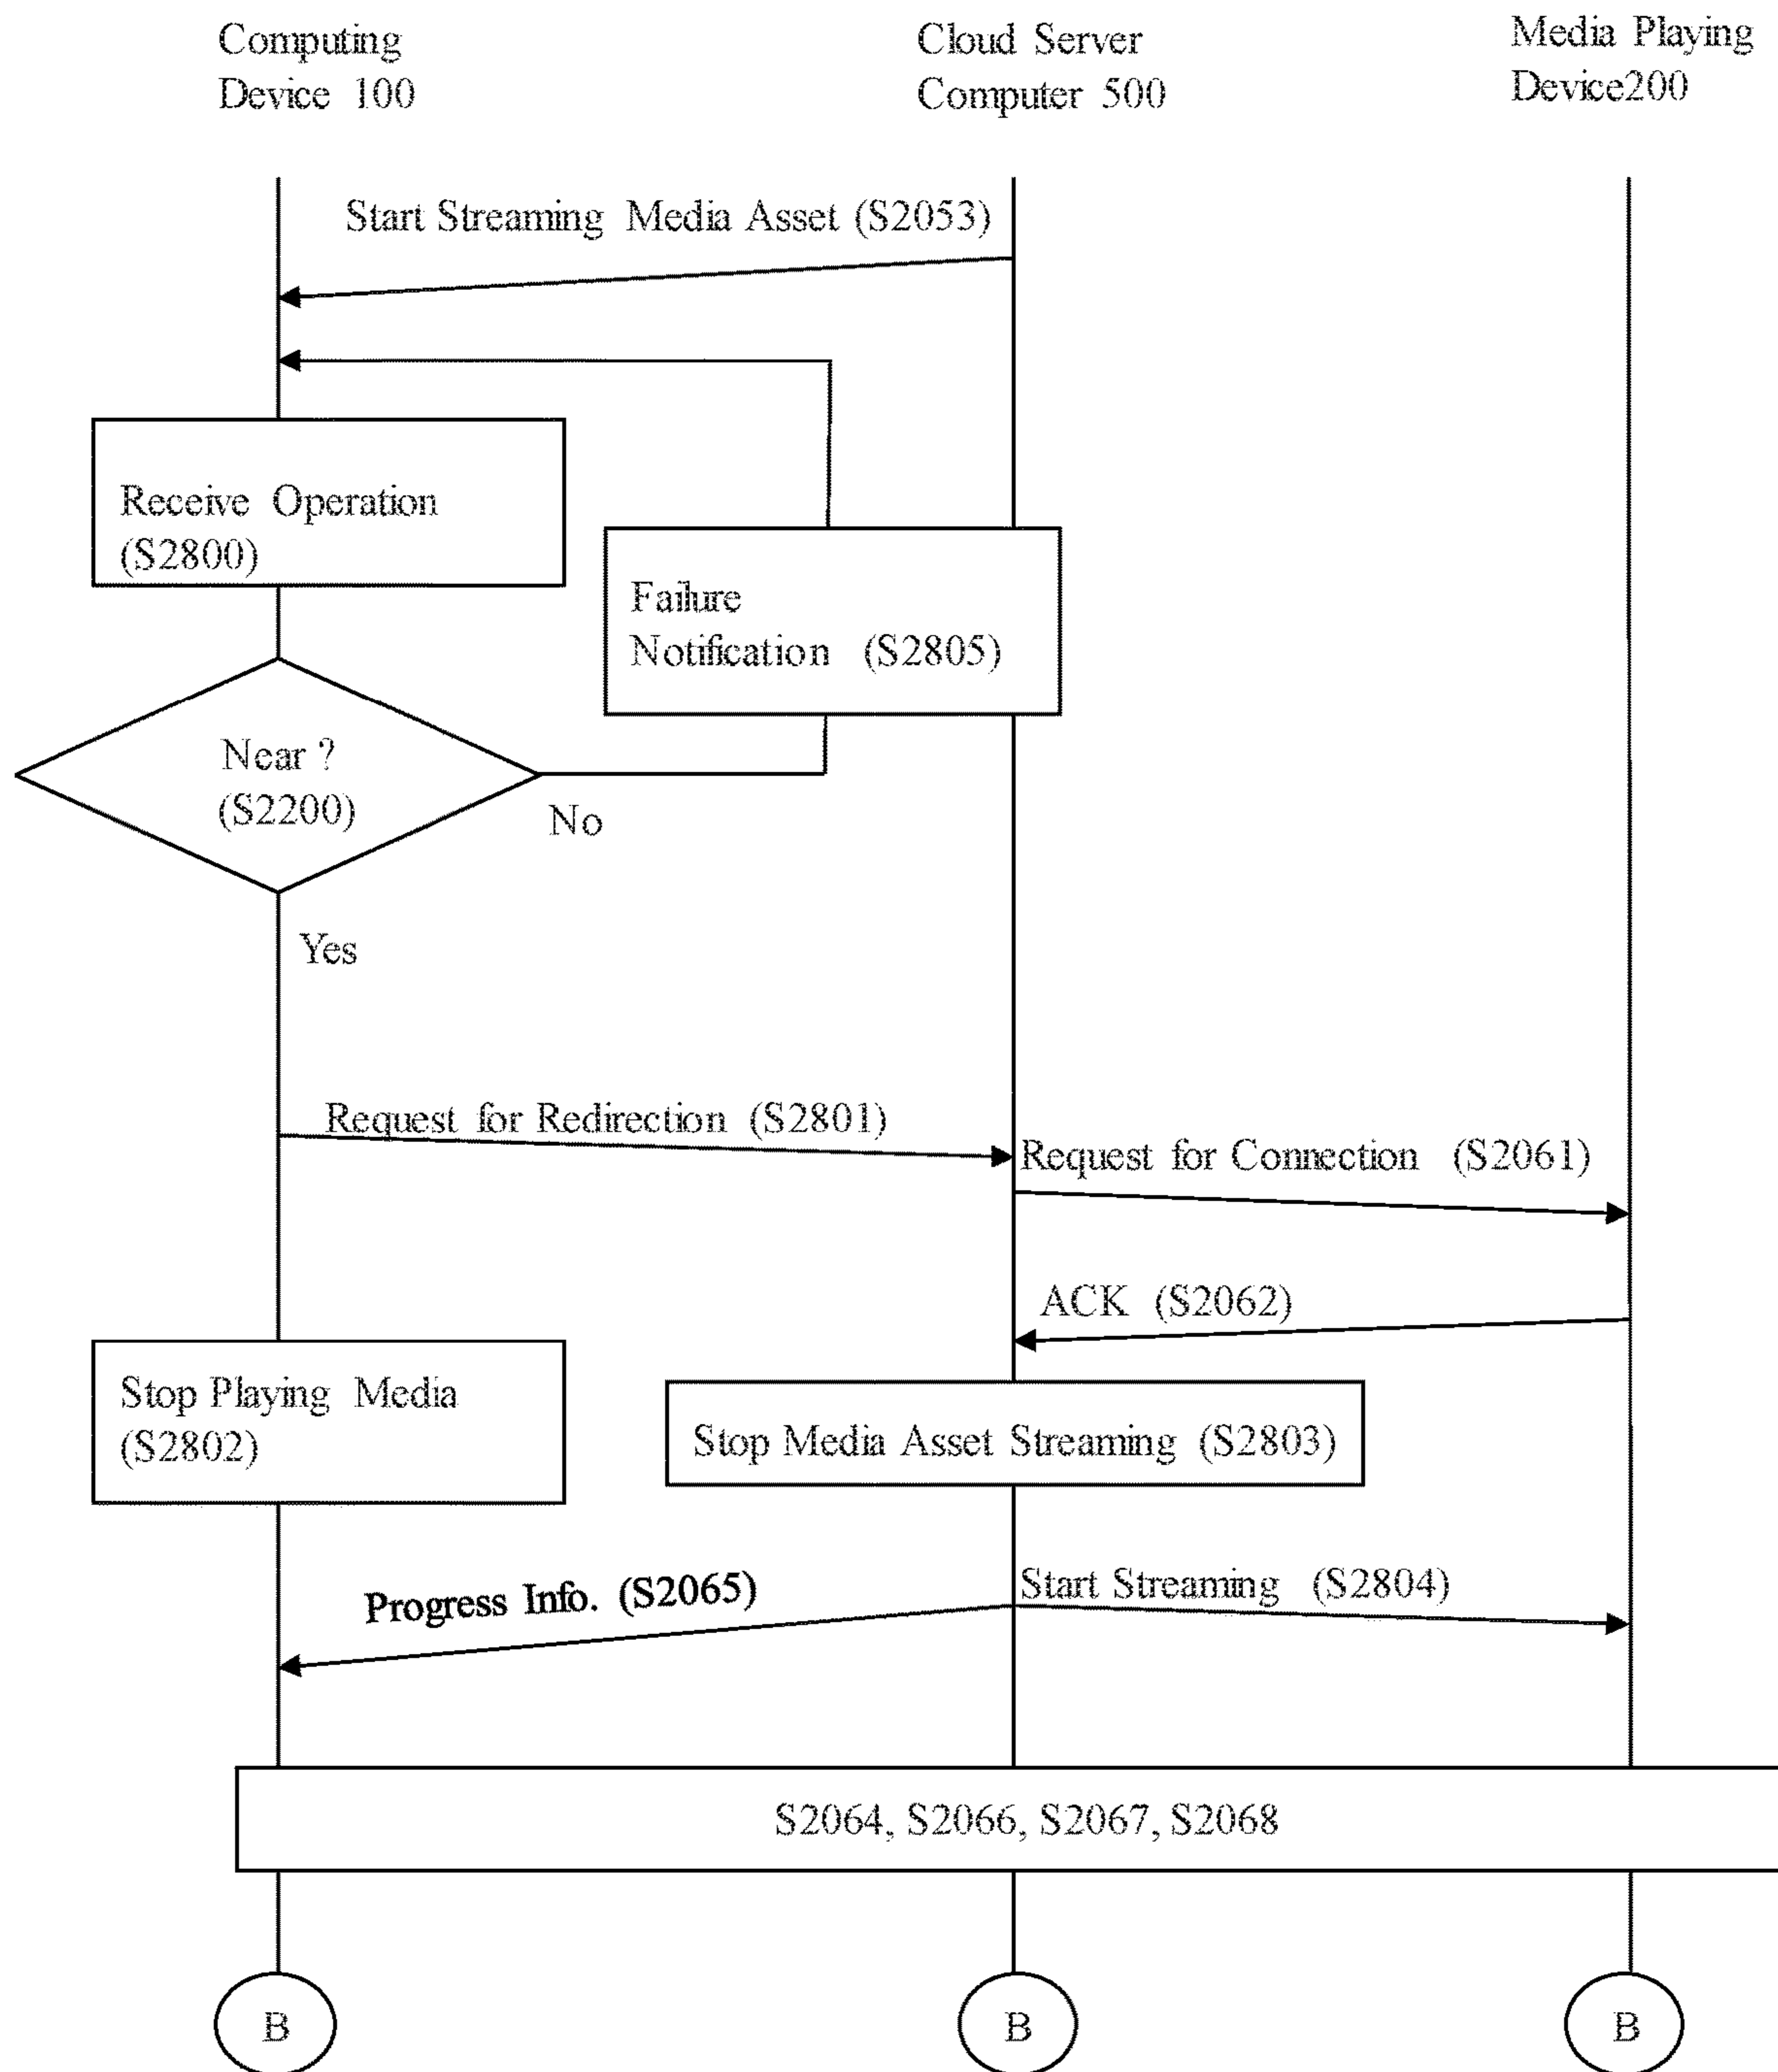 Computing
Device 100
Cloud Server
Computer 500
Media Playing
Device200
Start Streaming Media Asset (S2053)
Receive Operation
(S2800)
Failure
Notification (S2805)
Near ?
(S2200)
No
Yes
Request for Redirection (S2801)
Request for Connection (S2061)
ACK (S2062)
Stop Playing Media
(S2802)
Stop Media Asset Streaming (S2803)
Progress Info. (S2065)
Start Streaming (S2804)
S2064, S2066, S2067, S2068
B
B
B